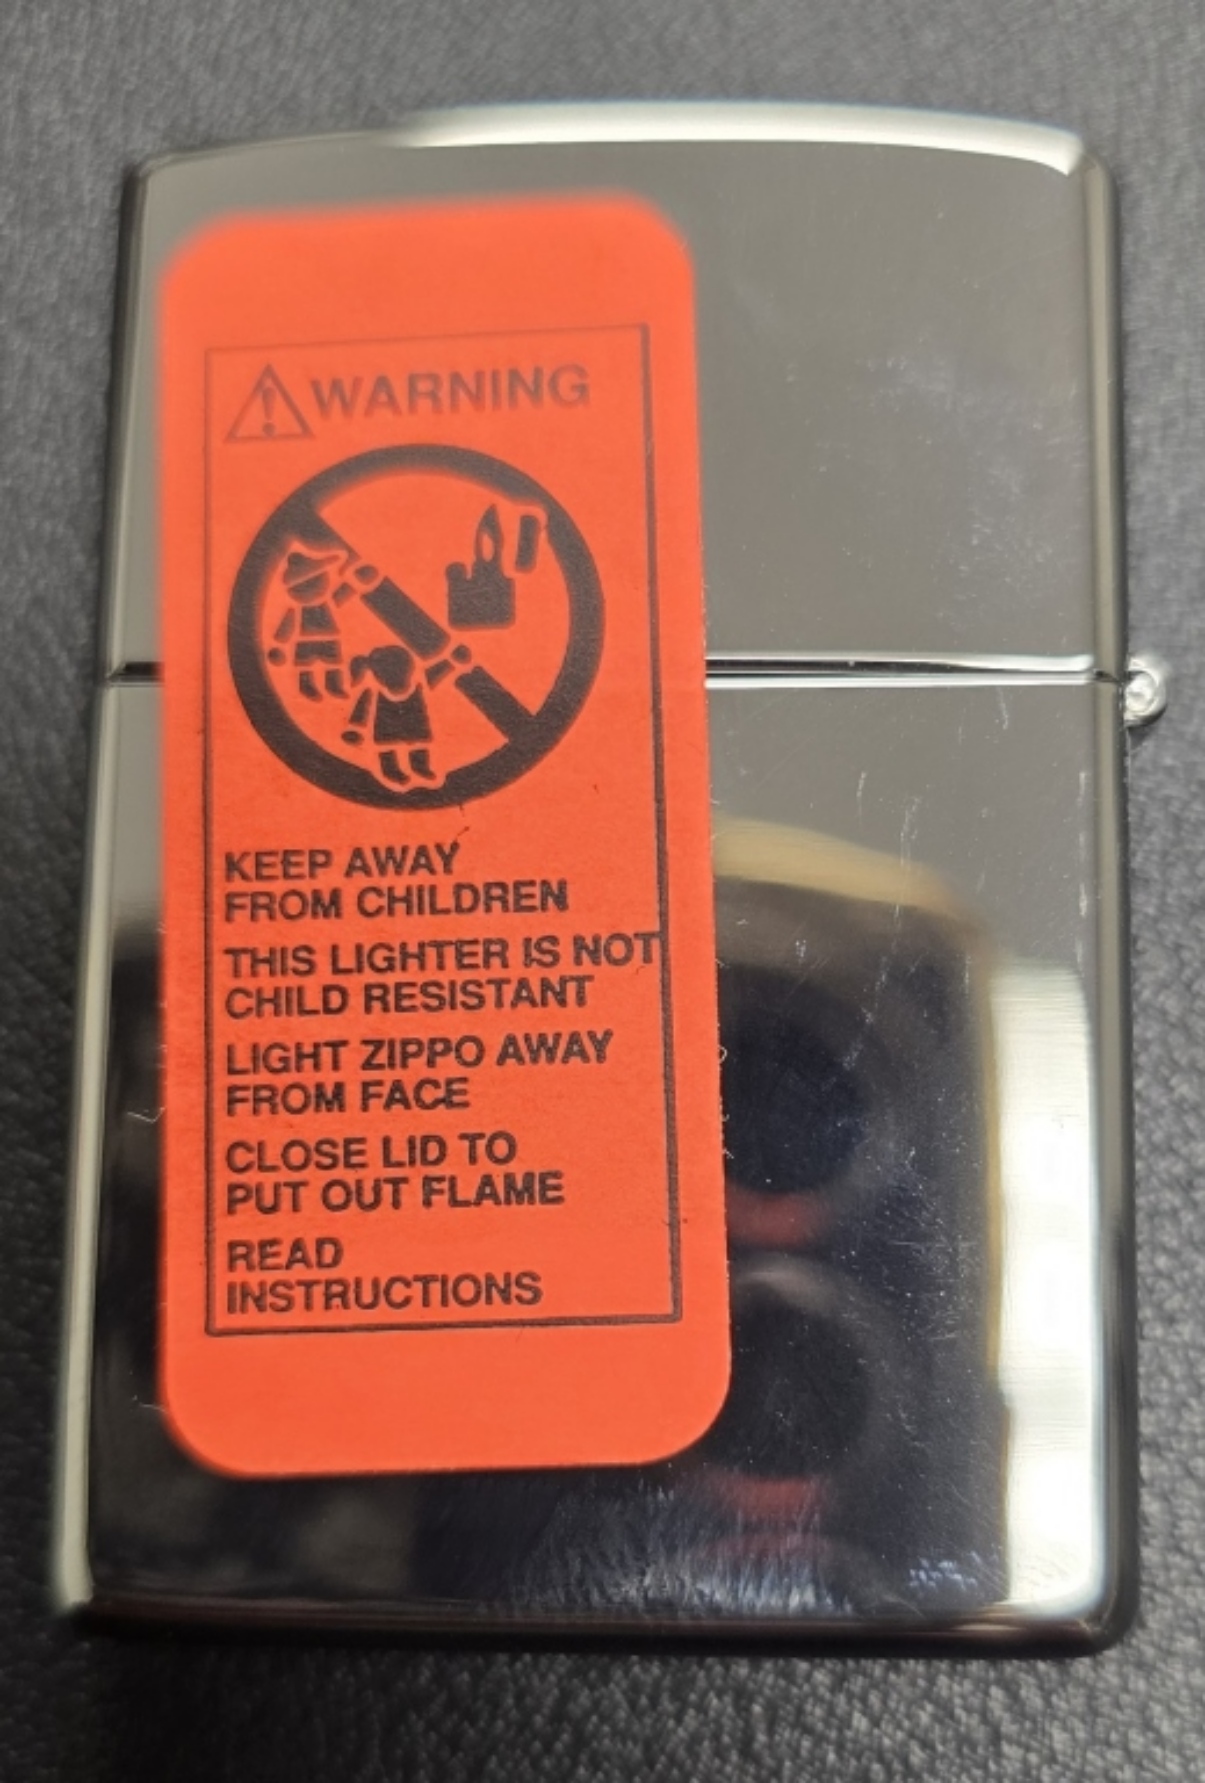 WARNING
KEEP AWAY
FROM CHILDREN
THIS LIGHTER IS NOT
CHILD RESISTANT
LIGHT ZIPPO AWAY
FROM FACE
CLOSE LID TO
PUT OUT FLAME
READ
INSTRUCTIONS